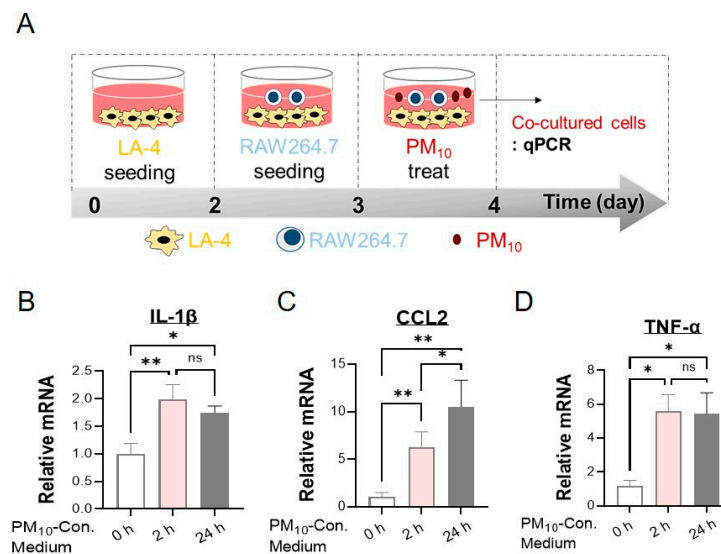 A
LA-4
seeding
RAW264.7
seeding
PM₁₀
treat
Co-cultured cells
: qPCR
0 2 3 4 Time (day)
LA-4 RAW264.7 PM₁₀
B
IL-1β
*
** ns
Relative mRNA
2.5
2.0
1.5
1.0
0.5
0.0
PM₁₀-Con.
Medium
0 h 2 h 24 h
C
CCL2
**
*
**
Relative mRNA
15
10
5
0
0 h 2 h 24 h
D
TNF-α
*
* ns
Relative mRNA
8
6
4
2
0
PM₁₀-Con.
Medium
0 h 2 h 24 h